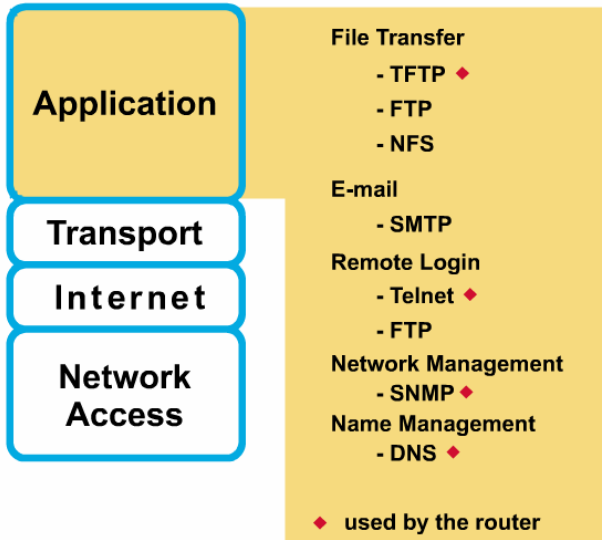 Application
Transport
Internet
Network
Access
File Transfer
- TFTP ◆
- FTP
- NFS
E-mail
- SMTP
Remote Login
- Telnet ◆
- FTP
Network Management
- SNMP ◆
Name Management
- DNS ◆
◆ used by the router